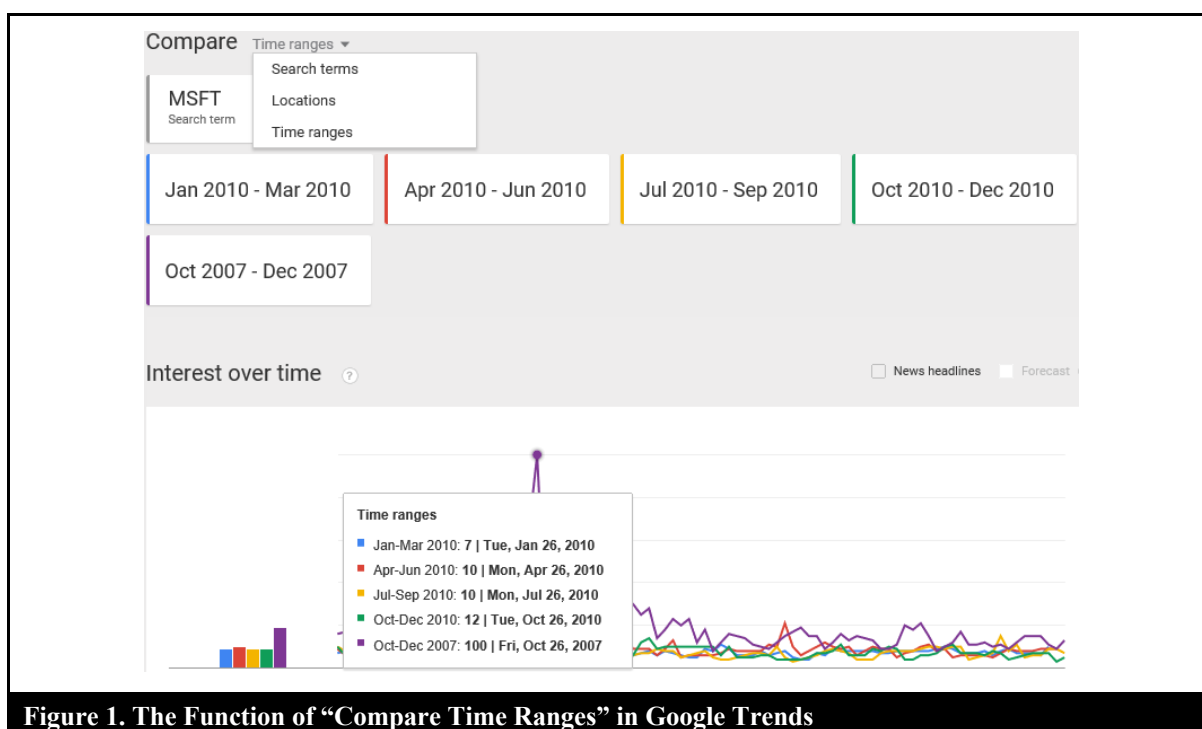 Compare Time ranges
Search terms
MSFT
Search term
Locations
Time ranges
Jan 2010 - Mar 2010
Apr 2010 - Jun 2010
Jul 2010 - Sep 2010
Oct 2010 - Dec 2010
Oct 2007 - Dec 2007
Interest over time ?
News headlines
Forecast
Time ranges
Jan-Mar 2010: 7 | Tue, Jan 26, 2010
Apr-Jun 2010: 10 | Mon, Apr 26, 2010
Jul-Sep 2010: 10 | Mon, Jul 26, 2010
Oct-Dec 2010: 12 | Tue, Oct 26, 2010
Oct-Dec 2007: 100 | Fri, Oct 26, 2007
Figure 1. The Function of “Compare Time Ranges” in Google Trends